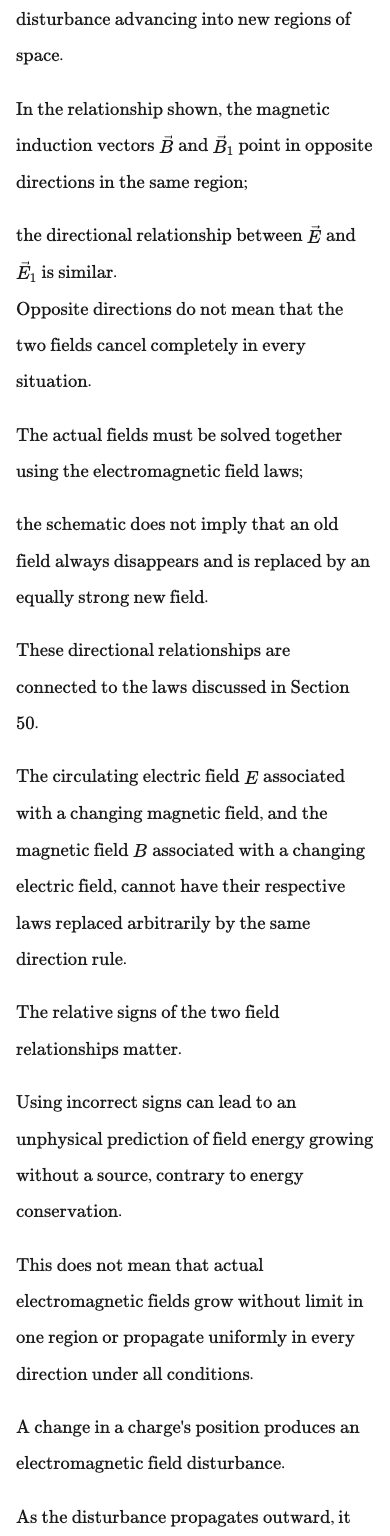 disturbance advancing into new regions of
space.
In the relationship shown, the magnetic
induction vectors $\vec{B}$ and $\vec{B}_1$ point in opposite
directions in the same region;
the directional relationship between $\vec{E}$ and
$\vec{E}_1$ is similar.
Opposite directions do not mean that the
two fields cancel completely in every
situation.
The actual fields must be solved together
using the electromagnetic field laws;
the schematic does not imply that an old
field always disappears and is replaced by an
equally strong new field.
These directional relationships are
connected to the laws discussed in Section
50.
The circulating electric field $E$ associated
with a changing magnetic field, and the
magnetic field $B$ associated with a changing
electric field, cannot have their respective
laws replaced arbitrarily by the same
direction rule.
The relative signs of the two field
relationships matter.
Using incorrect signs can lead to an
unphysical prediction of field energy growing
without a source, contrary to energy
conservation.
This does not mean that actual
electromagnetic fields grow without limit in
one region or propagate uniformly in every
direction under all conditions.
A change in a charge's position produces an
electromagnetic field disturbance.
As the disturbance propagates outward, it